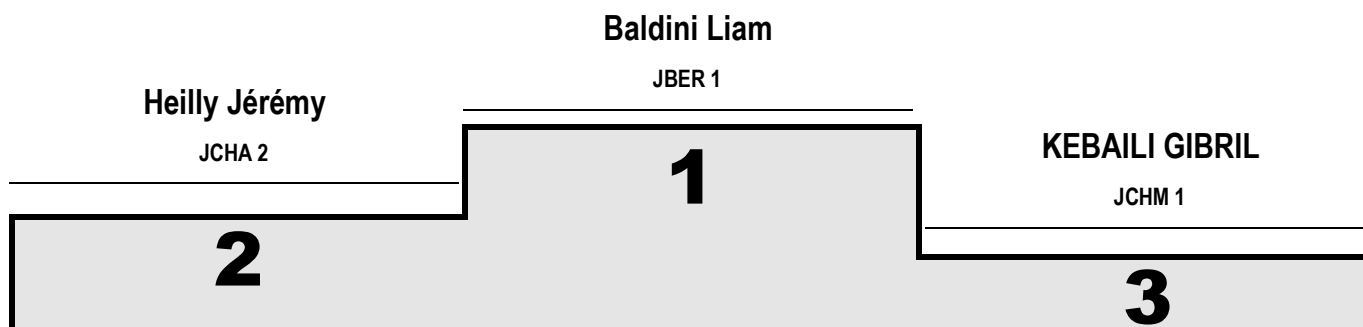 Baldini Liam
JBER 1
Heilly Jérémy
JCHA 2
KEBAILI GIBRIL
JCHM 1
1
2
3